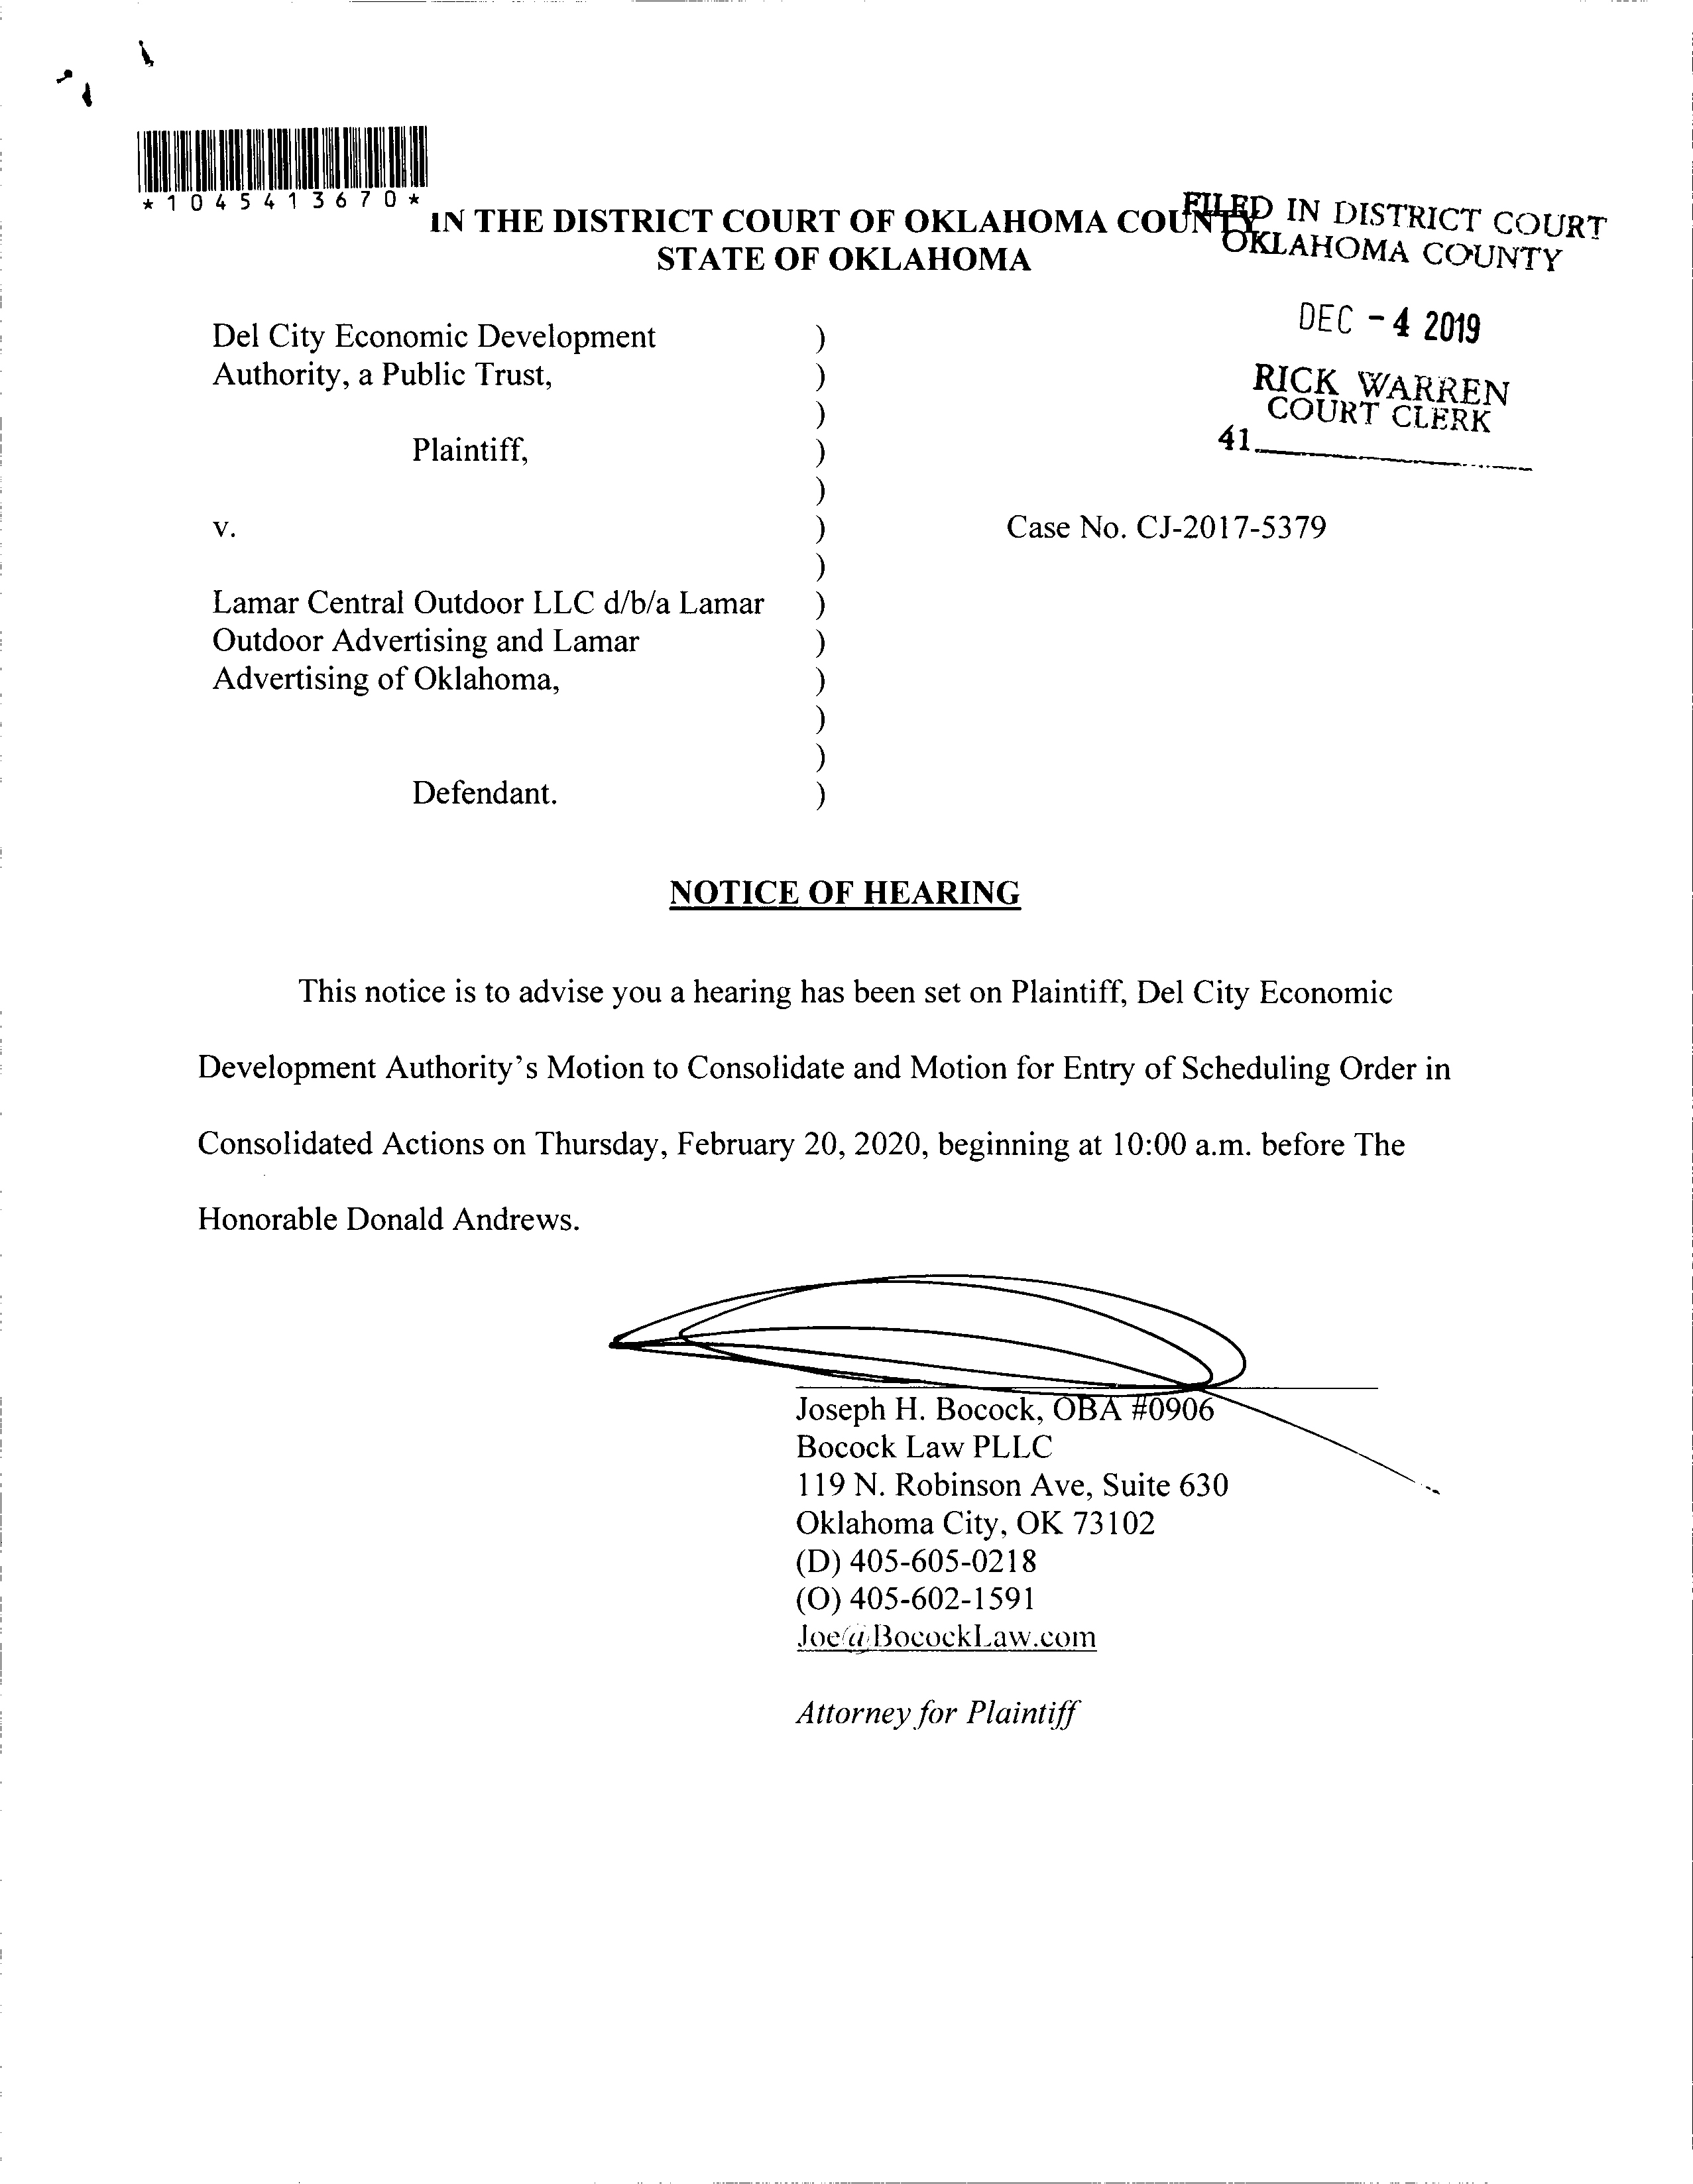 *1045413670*
IN THE DISTRICT COURT OF OKLAHOMA COUNTY
STATE OF OKLAHOMA
FILED IN DISTRICT COURT
OKLAHOMA COUNTY
DEC -4 2019
RICK WARREN
COURT CLERK
41
Del City Economic Development )
Authority, a Public Trust, )
)
Plaintiff, )
)
v. ) Case No. CJ-2017-5379
)
Lamar Central Outdoor LLC d/b/a Lamar )
Outdoor Advertising and Lamar )
Advertising of Oklahoma, )
)
)
Defendant. )
NOTICE OF HEARING
This notice is to advise you a hearing has been set on Plaintiff, Del City Economic
Development Authority's Motion to Consolidate and Motion for Entry of Scheduling Order in
Consolidated Actions on Thursday, February 20, 2020, beginning at 10:00 a.m. before The
Honorable Donald Andrews.
Joseph H. Bocock, OBA #0906
Bocock Law PLLC
119 N. Robinson Ave, Suite 630
Oklahoma City, OK 73102
(D) 405-605-0218
(O) 405-602-1591
Joe@BocockLaw.com
Attorney for Plaintiff